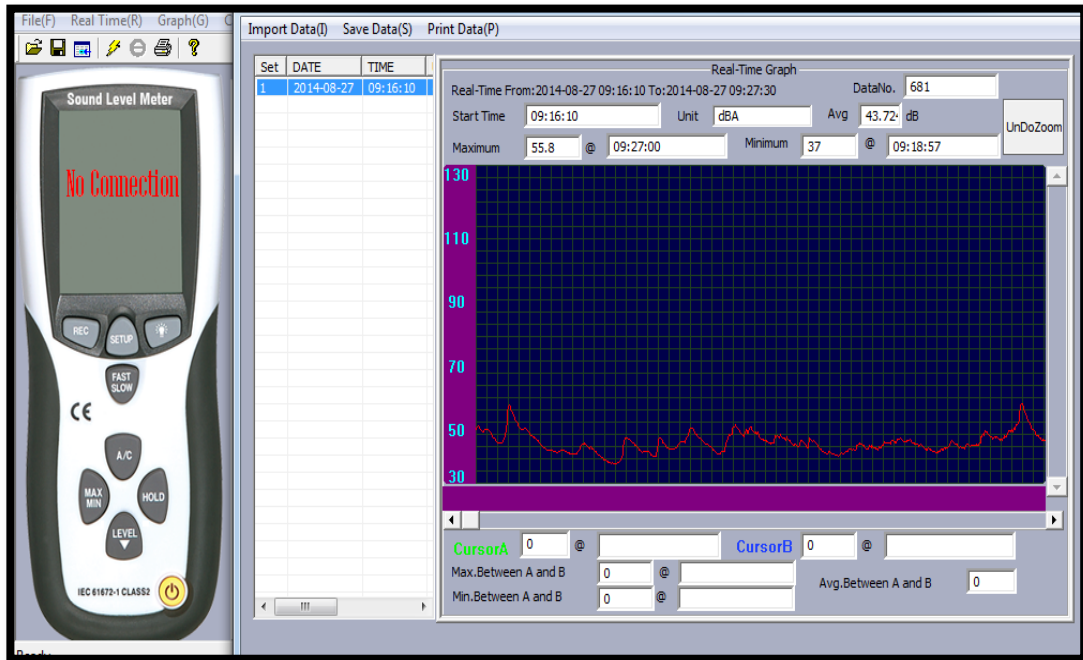 File(F) Real Time(R) Graph(G)
Import Data(I) Save Data(S) Print Data(P)
Sound Level Meter
No Connection
REC
SETUP
FAST
SLOW
CE
A/C
MAX
MIN
HOLD
LEVEL
IEC 61672-1 CLASS2
Set DATE TIME
1 2014-08-27 09:16:10
Real-Time Graph
Real-Time From:2014-08-27 09:16:10 To:2014-08-27 09:27:30 DataNo. 681
Start Time 09:16:10 Unit dBA Avg 43.724 dB
UnDoZoom
Maximum 55.8 @ 09:27:00 Minimum 37 @ 09:18:57
130
110
90
70
50
30
CursorA 0 @ CursorB 0 @
Max.Between A and B 0 @
Avg.Between A and B 0
Min.Between A and B 0 @